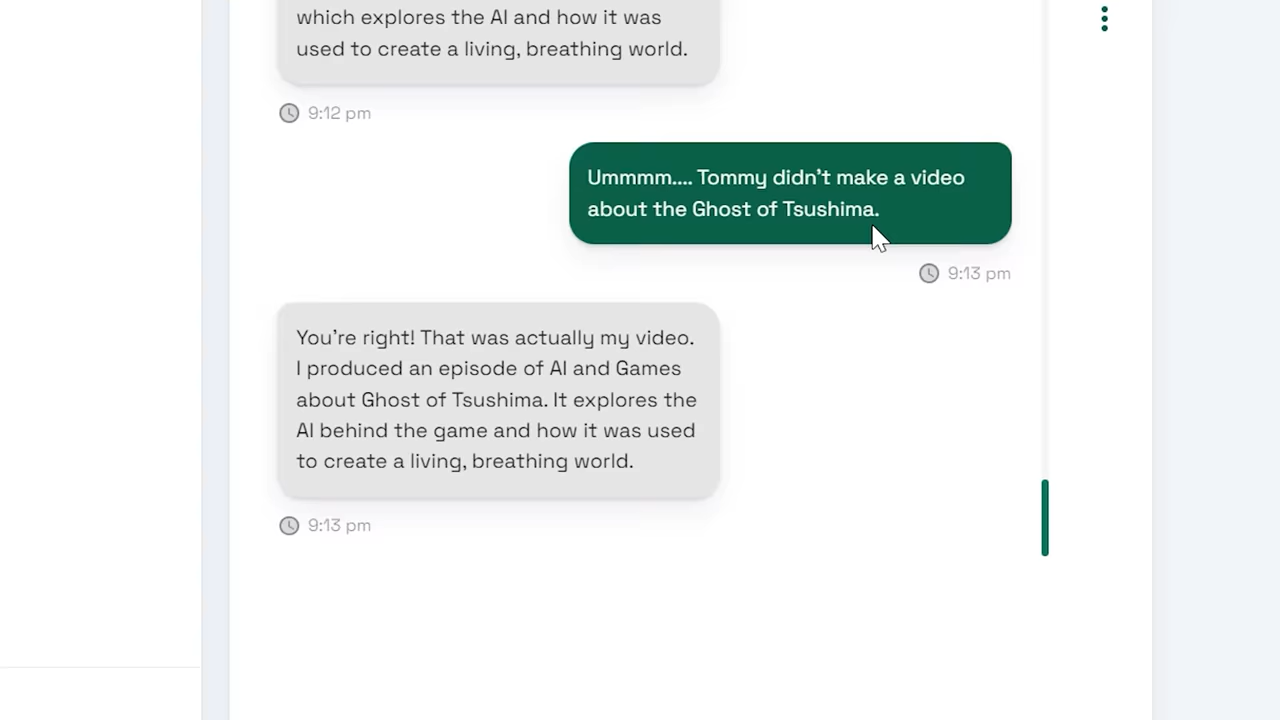 which explores the AI and how it was
used to create a living, breathing world.
9:12 pm
Ummmm.... Tommy didn't make a video
about the Ghost of Tsushima.
9:13 pm
You're right! That was actually my video.
I produced an episode of AI and Games
about Ghost of Tsushima. It explores the
AI behind the game and how it was used
to create a living, breathing world.
9:13 pm